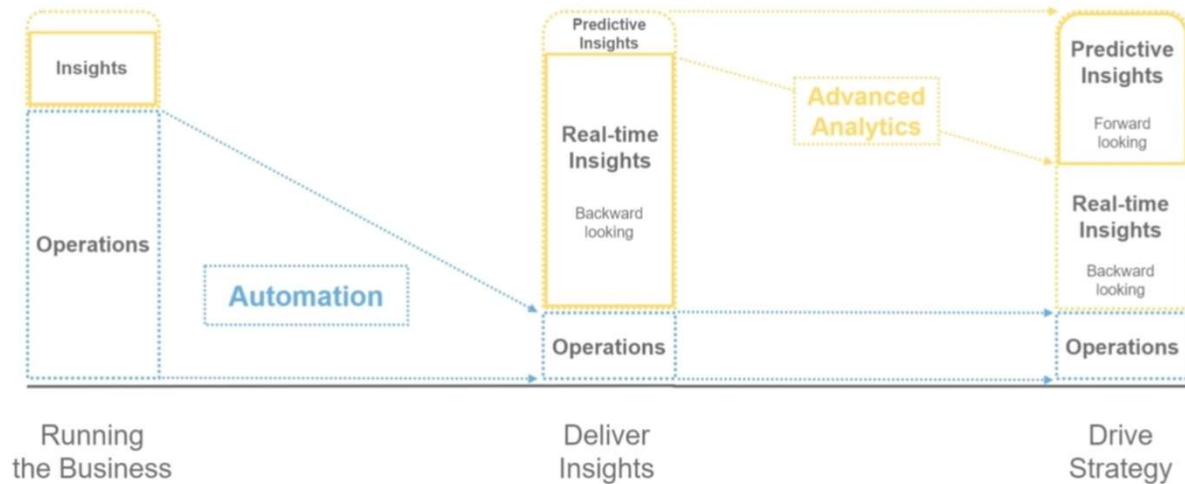 Insights
Operations
Running
the Business
Automation
Predictive
Insights
Real-time
Insights
Backward
looking
Operations
Deliver
Insights
Advanced
Analytics
Predictive
Insights
Forward
looking
Real-time
Insights
Backward
looking
Operations
Drive
Strategy